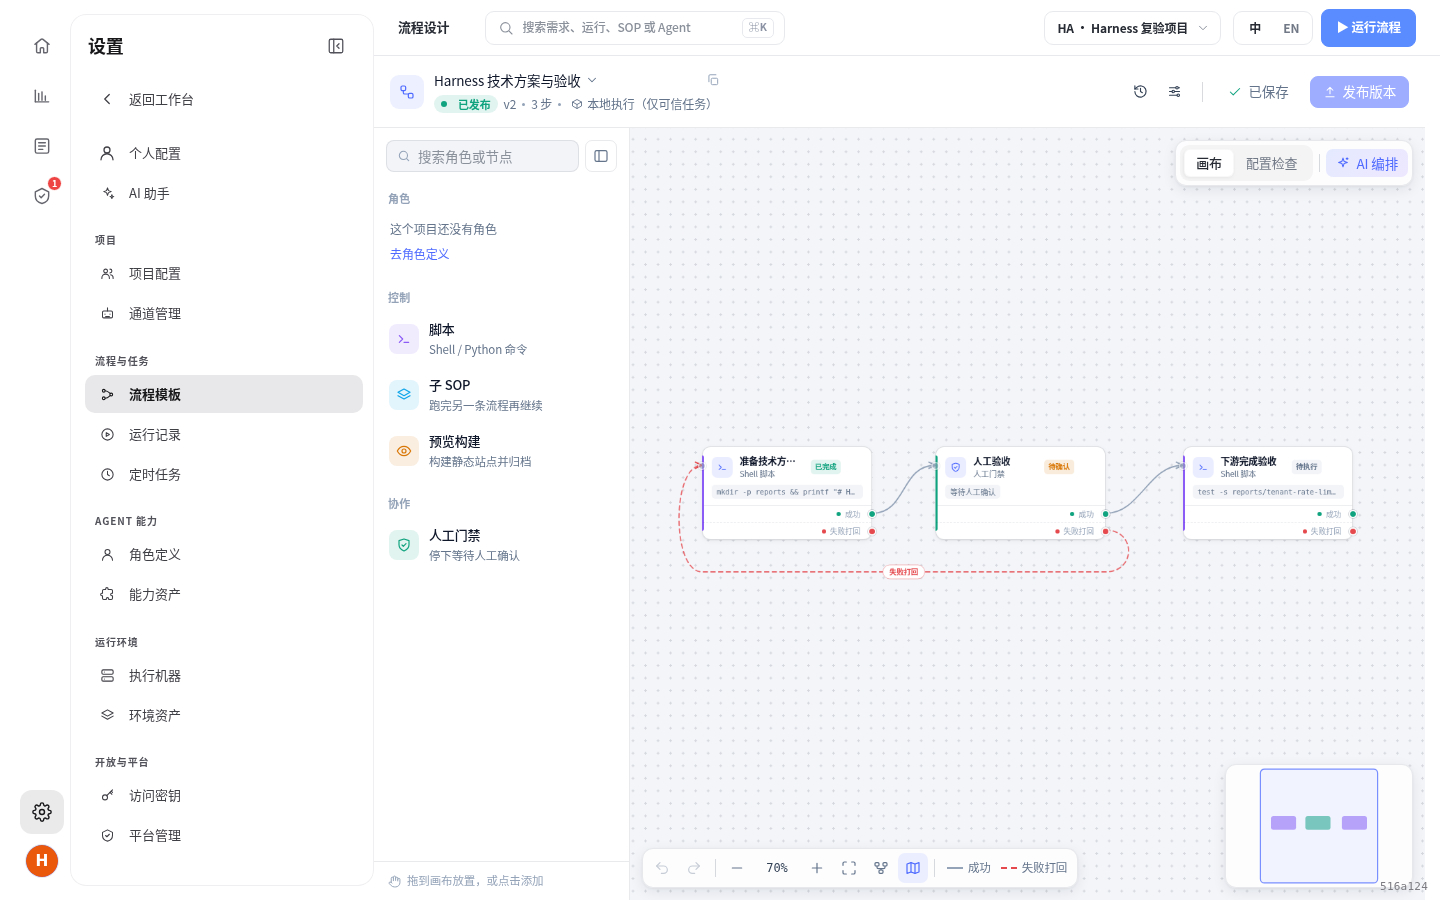 设置
返回工作台
个人配置
AI 助手
项目
项目配置
通道管理
流程与任务
流程模板
运行记录
定时任务
AGENT 能力
角色定义
能力资产
运行环境
执行机器
环境资产
开放与平台
访问密钥
平台管理
1
H
流程设计
搜索需求、运行、SOP 或 Agent
⌘K
HA · Harness 复验项目
中
EN
运行流程
Harness 技术方案与验收
已发布 v2 • 3 步 • 本地执行（仅可信任务）
已保存
发布版本
搜索角色或节点
角色
这个项目还没有角色
去角色定义
控制
脚本
Shell / Python 命令
子 SOP
跑完另一条流程再继续
预览构建
构建静态站点并归档
协作
人工门禁
停下等待人工确认
拖到画布放置，或点击添加
画布
配置检查
AI 编排
准备技术方…
Shell 脚本
已完成
mkdir -p reports && printf "# H…
成功
失败打回
人工验收
人工门禁
待确认
等待人工确认
成功
失败打回
下游完成验收
Shell 脚本
待执行
test -s reports/tenant-rate-lim…
成功
失败打回
失败打回
70%
成功
失败打回
516a124